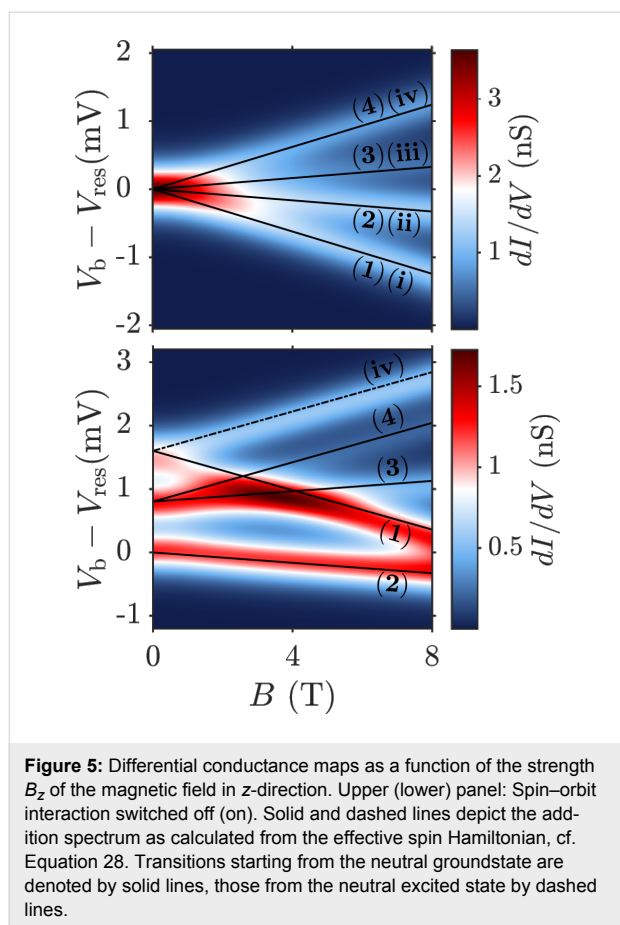 2
1
0
-1
-2
V_b − V_res(mV)
(4)(iv)
(3)(iii)
(2)(ii)
(1)(i)
3
2
1
dI/dV (nS)
3
2
1
0
-1
V_b − V_res(mV)
(iv)
(4)
(3)
(1)
(2)
1.5
1
0.5
dI/dV (nS)
0
4
8
B (T)
Figure 5: Differential conductance maps as a function of the strength
B_z of the magnetic field in z-direction. Upper (lower) panel: Spin–orbit
interaction switched off (on). Solid and dashed lines depict the add-
ition spectrum as calculated from the effective spin Hamiltonian, cf.
Equation 28. Transitions starting from the neutral groundstate are
denoted by solid lines, those from the neutral excited state by dashed
lines.